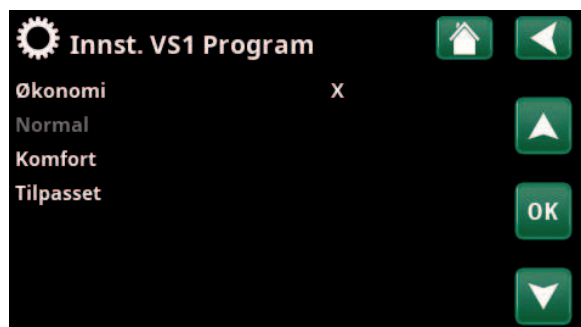 Innst. VS1 Program
Økonomi X
Normal
Komfort
Tilpasset
OK